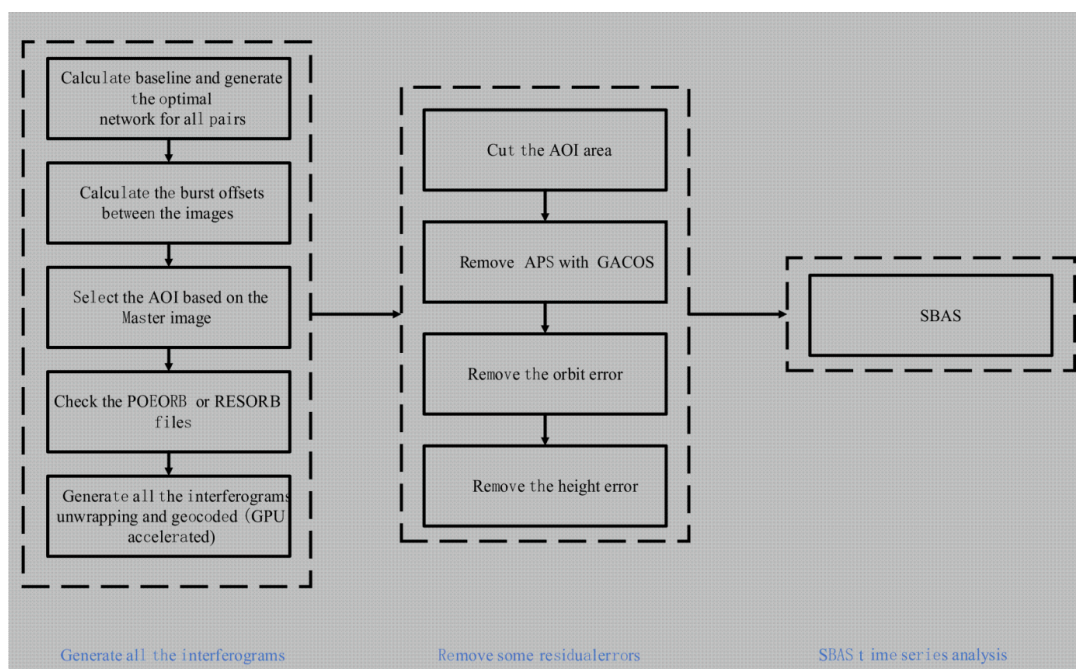 Calculate baseline and generate
the optimal
network for all pairs
Calculate the burst offsets
between the images
Select the AOI based on the
Master image
Check the POEORB or RESORB
files
Generate all the interferograms
unwrapping and geocoded (GPU
accelerated)
Cut the AOI area
Remove APS with GACOS
Remove the orbit error
Remove the height error
SBAS
Generate all the interferograms
Remove some residualerrors
SBAS time series analysis